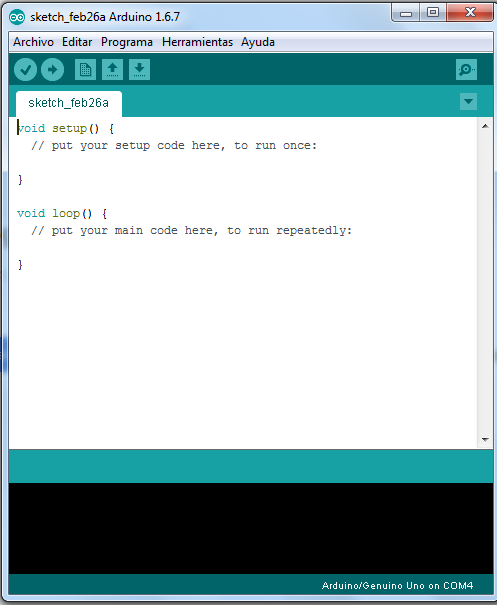 sketch_feb26a Arduino 1.6.7
Archivo Editar Programa Herramientas Ayuda
sketch_feb26a
void setup() {
  // put your setup code here, to run once:
}
void loop() {
  // put your main code here, to run repeatedly:
}
Arduino/Genuino Uno on COM4